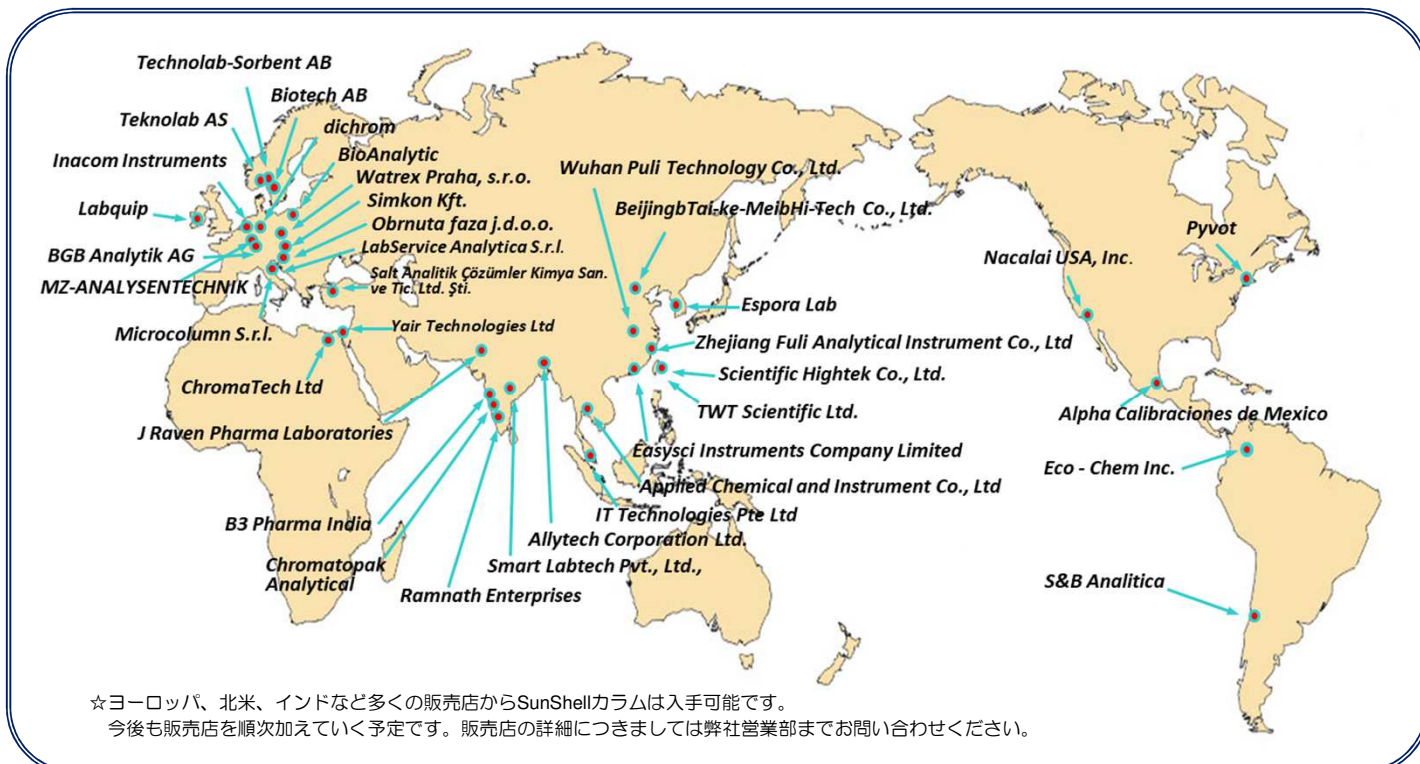 Technolab-Sorbent AB
Biotech AB
Teknolab AS
dichrom
Inacom Instruments
BioAnalytic
Watrex Praha, s.r.o.
Simkon Kft.
Labquip
Obrnuta faza j.d.o.o.
LabService Analytica S.r.l.
BGB Analytik AG
Şalt Analitik Çözümler Kimya San.
ve Tic. Ltd. Şti.
MZ-ANALYSENTECHNIK
Microcolumn S.r.l.
Yair Technologies Ltd
ChromaTech Ltd
J Raven Pharma Laboratories
B3 Pharma India
Chromatopak
Analytical
Ramnath Enterprises
Smart Labtech Pvt., Ltd.,
Allytech Corporation Ltd.
IT Technologies Pte Ltd
Applied Chemical and Instrument Co., Ltd
Easysci Instruments Company Limited
TWT Scientific Ltd.
Scientific Hightek Co., Ltd.
Zhejiang Fuli Analytical Instrument Co., Ltd
Espora Lab
BeijingbTai-ke-MeibHi-Tech Co., Ltd.
Wuhan Puli Technology Co., Ltd.
Pyvot
Nacalai USA, Inc.
Alpha Calibraciones de Mexico
Eco - Chem Inc.
S&B Analitica
☆ヨーロッパ、北米、インドなど多くの販売店からSunShellカラムは入手可能です。
今後も販売店を順次加えていく予定です。販売店の詳細につきましては弊社営業部までお問い合わせください。